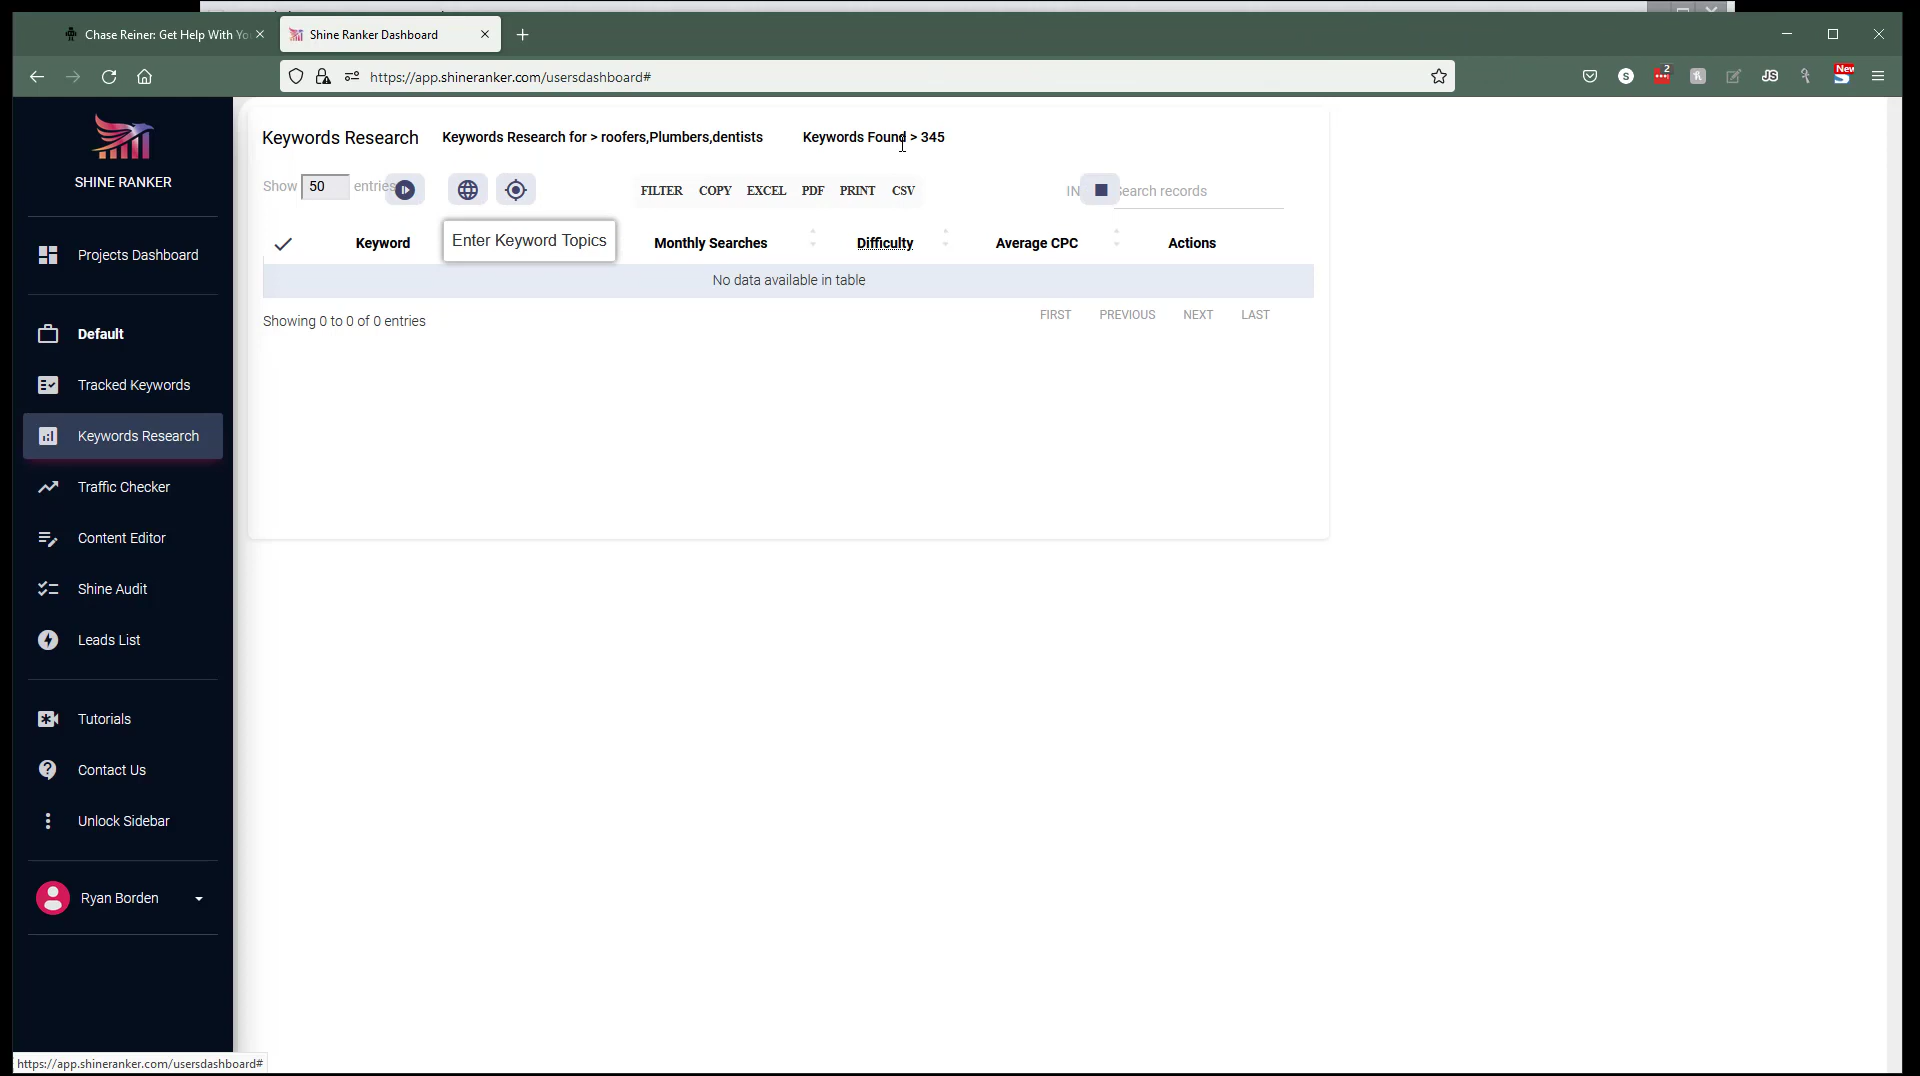 Chase Reiner: Get Help With Yo
Shine Ranker Dashboard
https://app.shineranker.com/usersdashboard#
S
2
JS
New
SHINE RANKER
Projects Dashboard
Default
Tracked Keywords
Keywords Research
Traffic Checker
Content Editor
Shine Audit
Leads List
Tutorials
Contact Us
Unlock Sidebar
Ryan Borden
Keywords Research Keywords Research for > roofers,Plumbers,dentists Keywords Found > 345
Show 50 entries FILTER COPY EXCEL PDF PRINT CSV IN Search records
Keyword Enter Keyword Topics Monthly Searches Difficulty Average CPC Actions
No data available in table
Showing 0 to 0 of 0 entries FIRST PREVIOUS NEXT LAST
https://app.shineranker.com/usersdashboard#